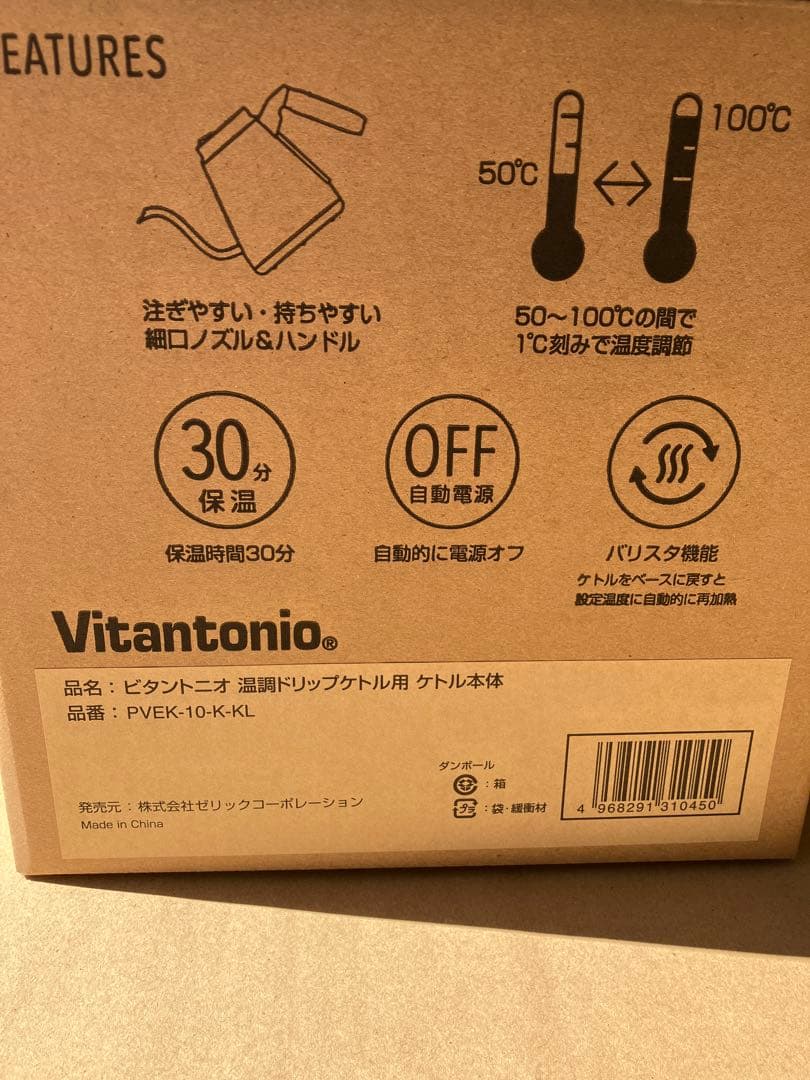 EATURES
50℃
100℃
注ぎやすい・持ちやすい
細口ノズル&ハンドル
50〜100℃の間で
1℃刻みで温度調節
30分
保温
OFF
自動電源
保温時間30分
自動的に電源オフ
バリスタ機能
ケトルをベースに戻すと
設定温度に自動的に再加熱
Vitantonio®
品名：ビタントニオ 温調ドリップケトル用 ケトル本体
品番：PVEK-10-K-KL
発売元：株式会社ゼリックコーポレーション
Made in China
ダンボール
：箱
プラ：袋・緩衝材
4 968291 310450